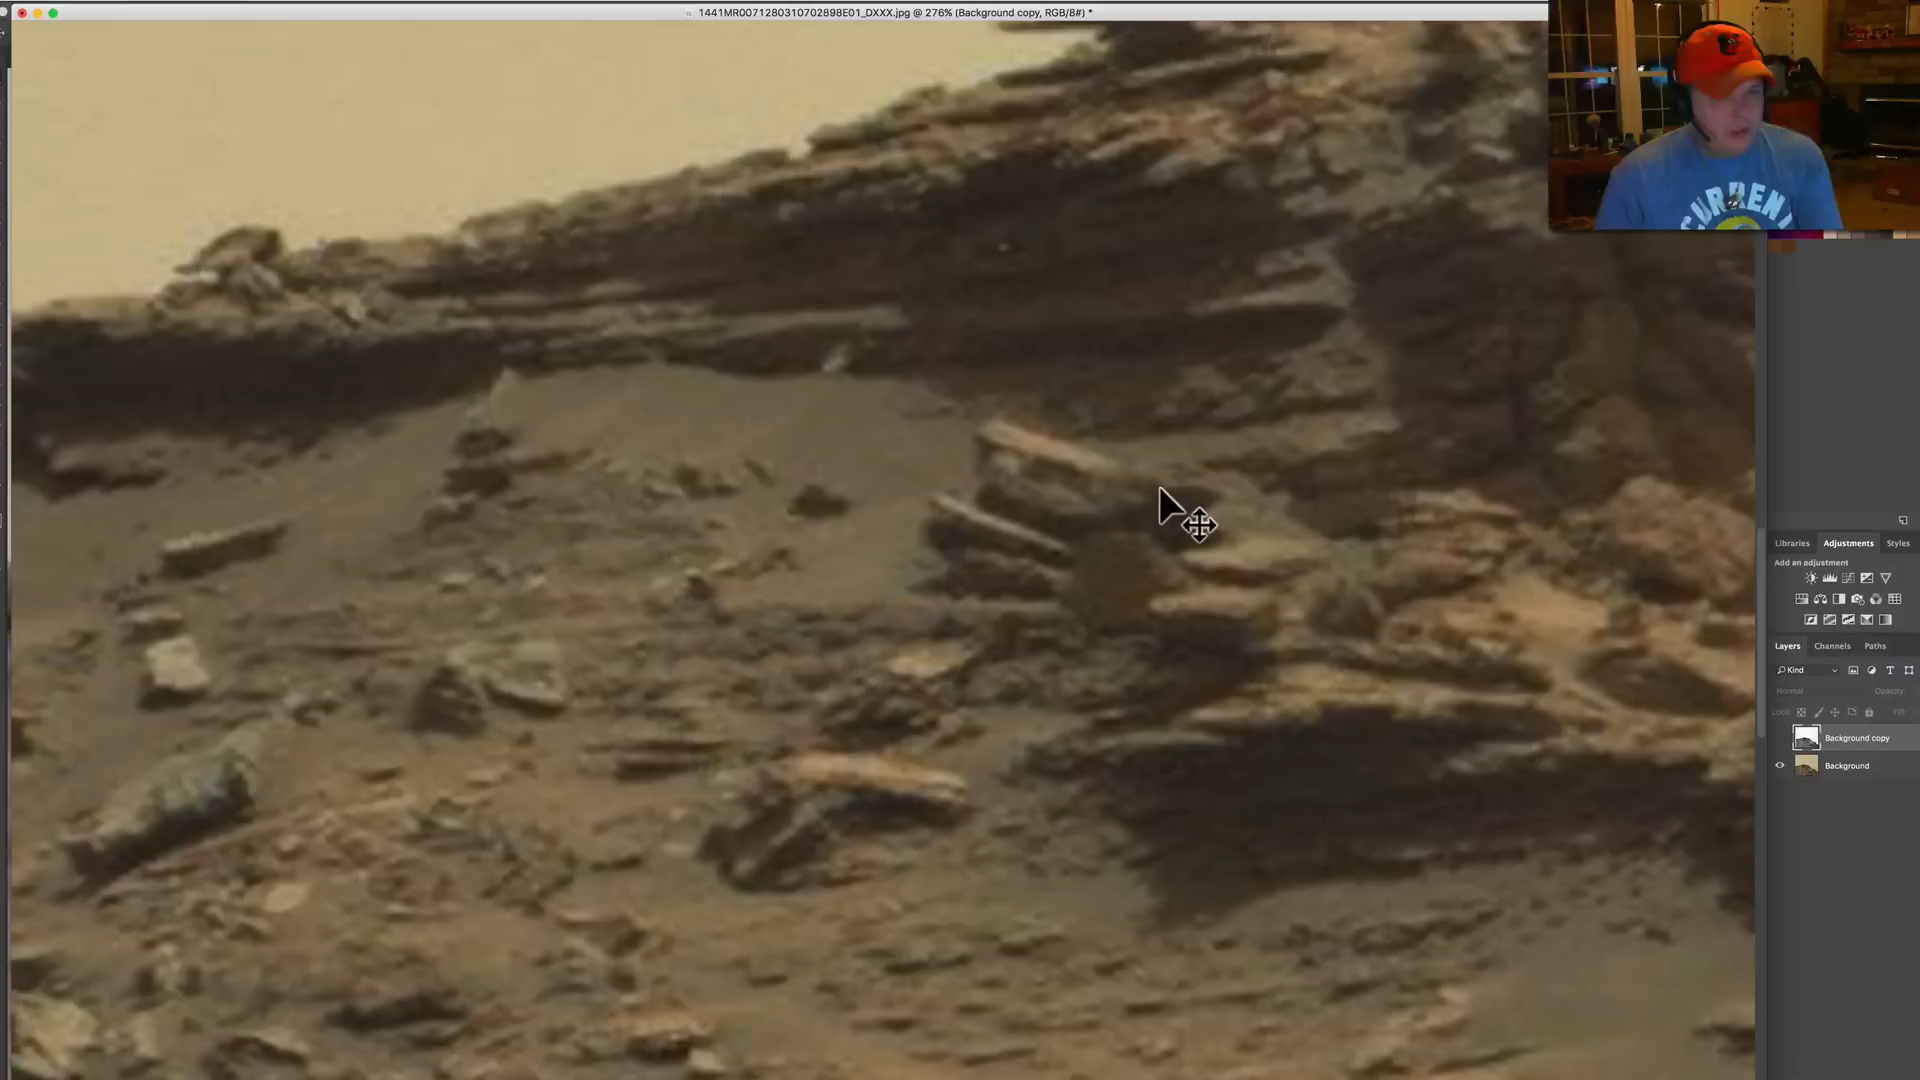 1441MR0071280310702898E01_DXXX.jpg @ 276% (Background copy, RGB/8#) *
CURRENT
Libraries Adjustments Styles
Add an adjustment
Layers Channels Paths
Kind
Normal Opacity:
Lock: Fill:
Background copy
Background